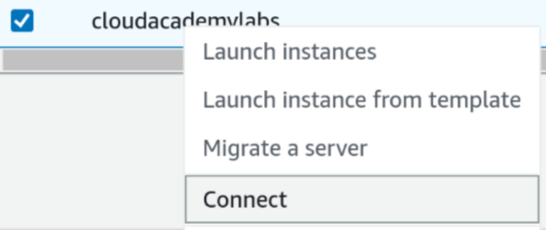 cloudacademylabs
Launch instances
Launch instance from template
Migrate a server
Connect